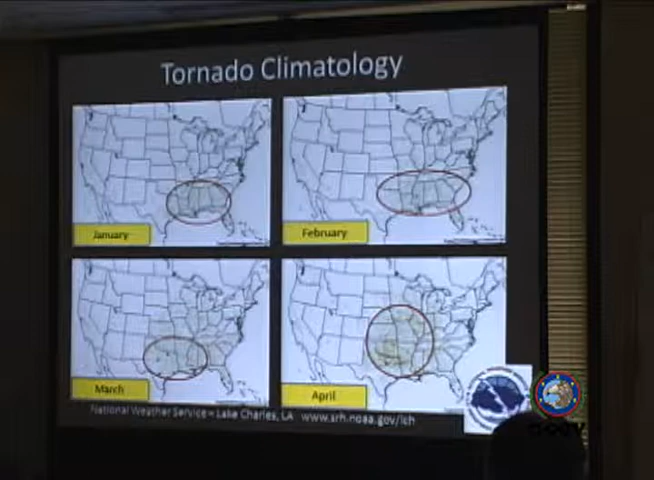 Tornado Climatology
January
February
March
April
National Weather Service – Lake Charles, LA www.srh.noaa.gov/lch